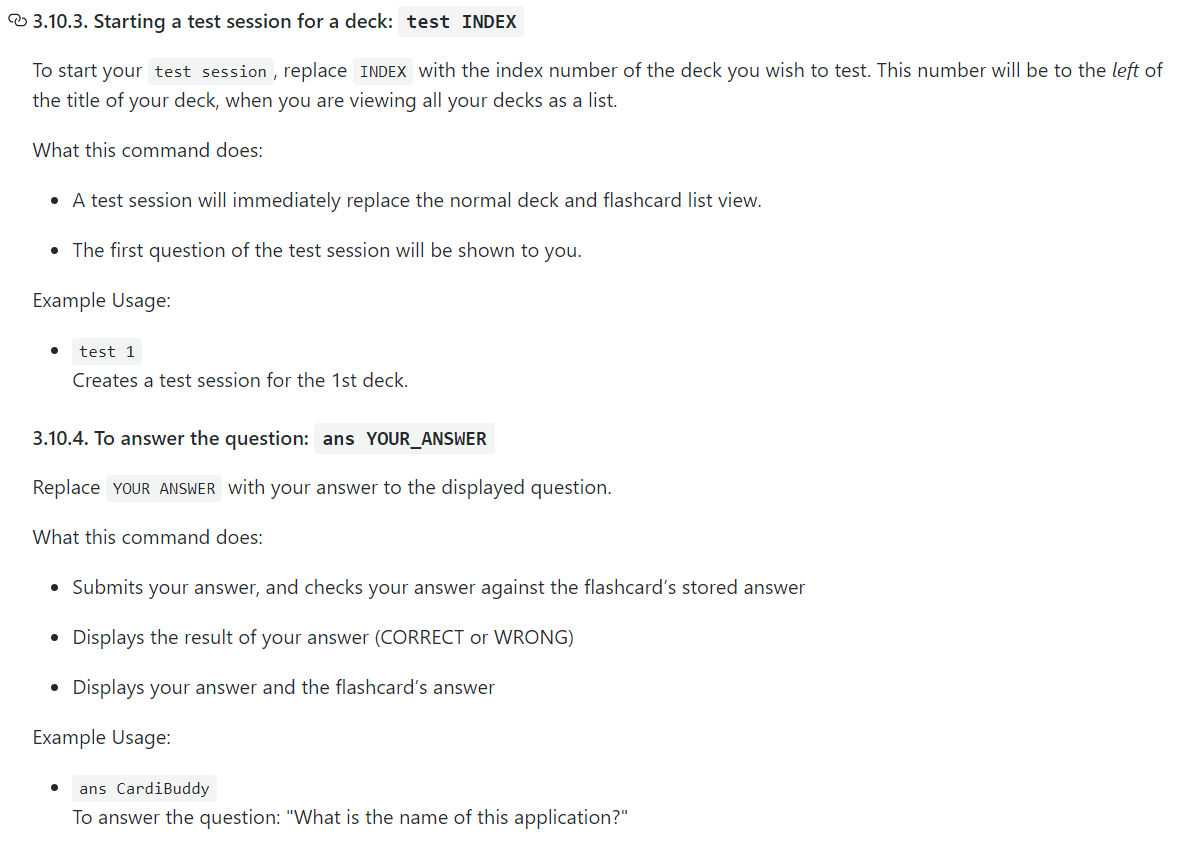 3.10.3. Starting a test session for a deck: test INDEX
To start your test session, replace INDEX with the index number of the deck you wish to test. This number will be to the left of
the title of your deck, when you are viewing all your decks as a list.
What this command does:
• A test session will immediately replace the normal deck and flashcard list view.
• The first question of the test session will be shown to you.
Example Usage:
• test 1
Creates a test session for the 1st deck.
3.10.4. To answer the question: ans YOUR_ANSWER
Replace YOUR ANSWER with your answer to the displayed question.
What this command does:
• Submits your answer, and checks your answer against the flashcard’s stored answer
• Displays the result of your answer (CORRECT or WRONG)
• Displays your answer and the flashcard’s answer
Example Usage:
• ans CardiBuddy
To answer the question: "What is the name of this application?"